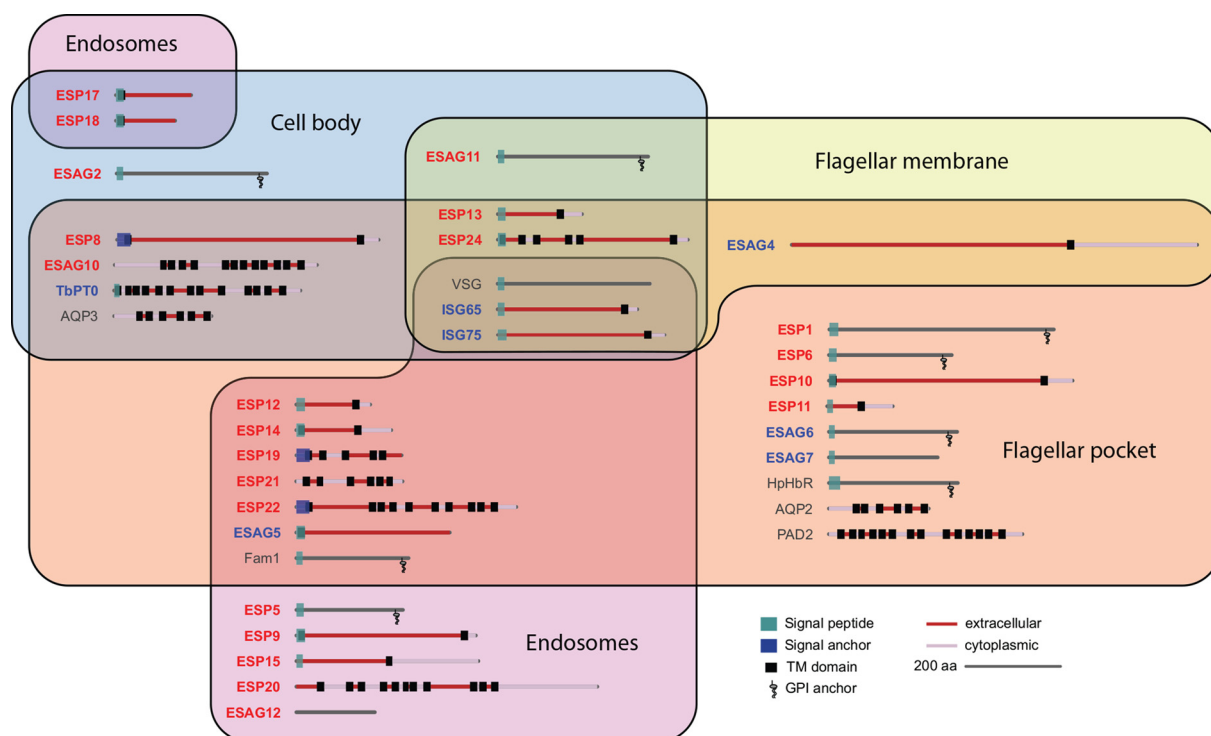 Endosomes
ESP17
ESP18
Cell body
ESAG2
ESAG11
Flagellar membrane
ESP13
ESP8
ESP24
ESAG4
ESAG10
TbPT0
VSG
AQP3
ISG65
ISG75
ESP1
ESP6
ESP10
ESP12
ESP11
ESP14
ESAG6
ESP19
ESAG7
Flagellar pocket
ESP21
HpHbR
ESP22
AQP2
ESAG5
PAD2
Fam1
ESP5
ESP9
Endosomes
ESP15
ESP20
ESAG12
Signal peptide
Signal anchor
TM domain
GPI anchor
extracellular
cytoplasmic
200 aa